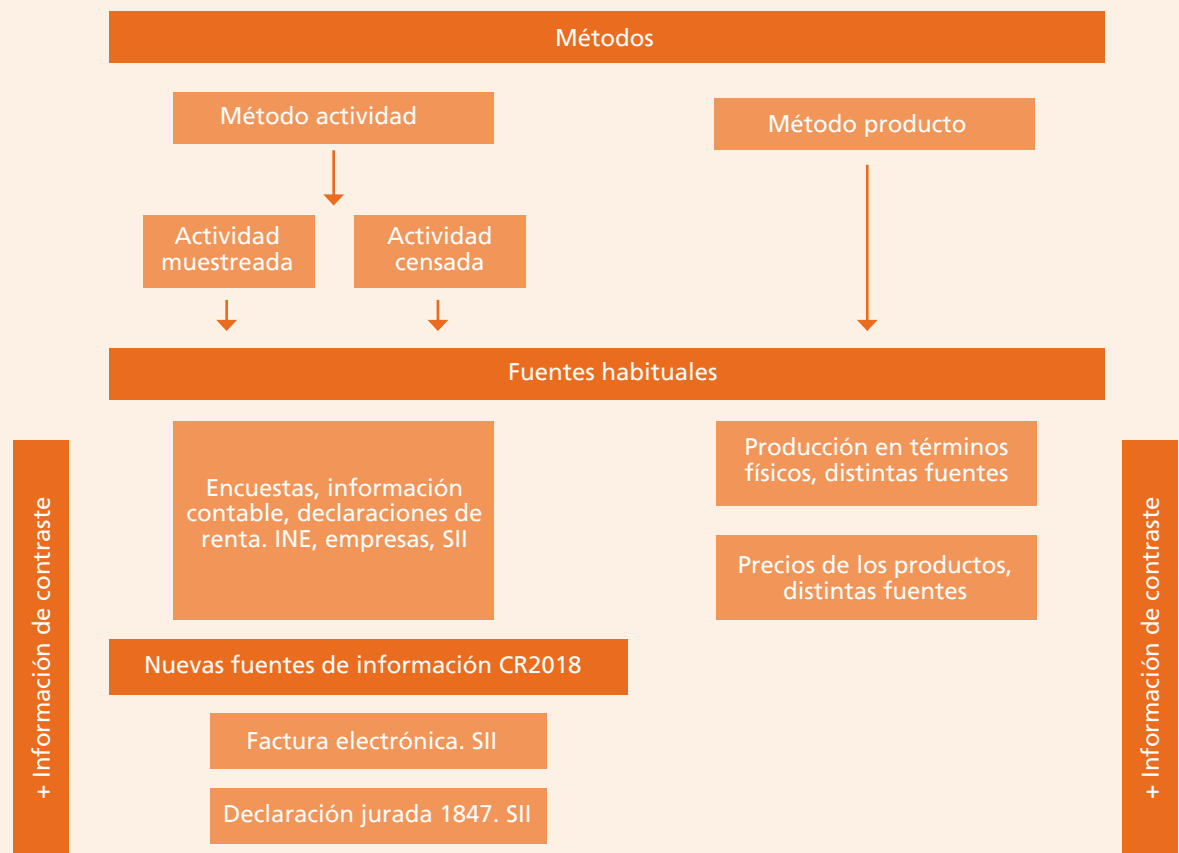 Métodos
Método actividad
Método producto
Actividad
muestreada
Actividad
censada
Fuentes habituales
Encuestas, información
contable, declaraciones de
renta. INE, empresas, SII
Producción en términos
físicos, distintas fuentes
Precios de los productos,
distintas fuentes
Nuevas fuentes de información CR2018
Factura electrónica. SII
Declaración jurada 1847. SII
+ Información de contraste
+ Información de contraste